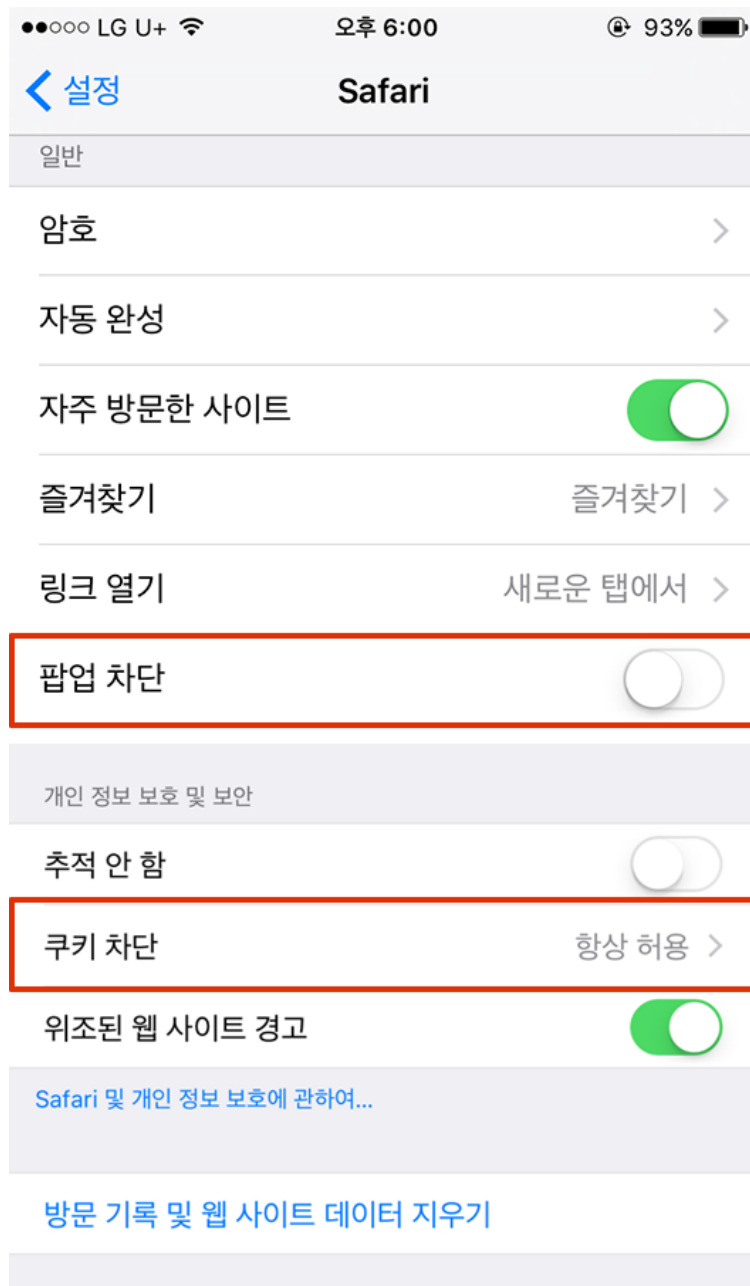 LG U+ 오후 6:00 93%
설정 Safari
일반
암호
자동 완성
자주 방문한 사이트
즐겨찾기 즐겨찾기
링크 열기 새로운 탭에서
팝업 차단
개인 정보 보호 및 보안
추적 안 함
쿠키 차단 항상 허용
위조된 웹 사이트 경고
Safari 및 개인 정보 보호에 관하여...
방문 기록 및 웹 사이트 데이터 지우기